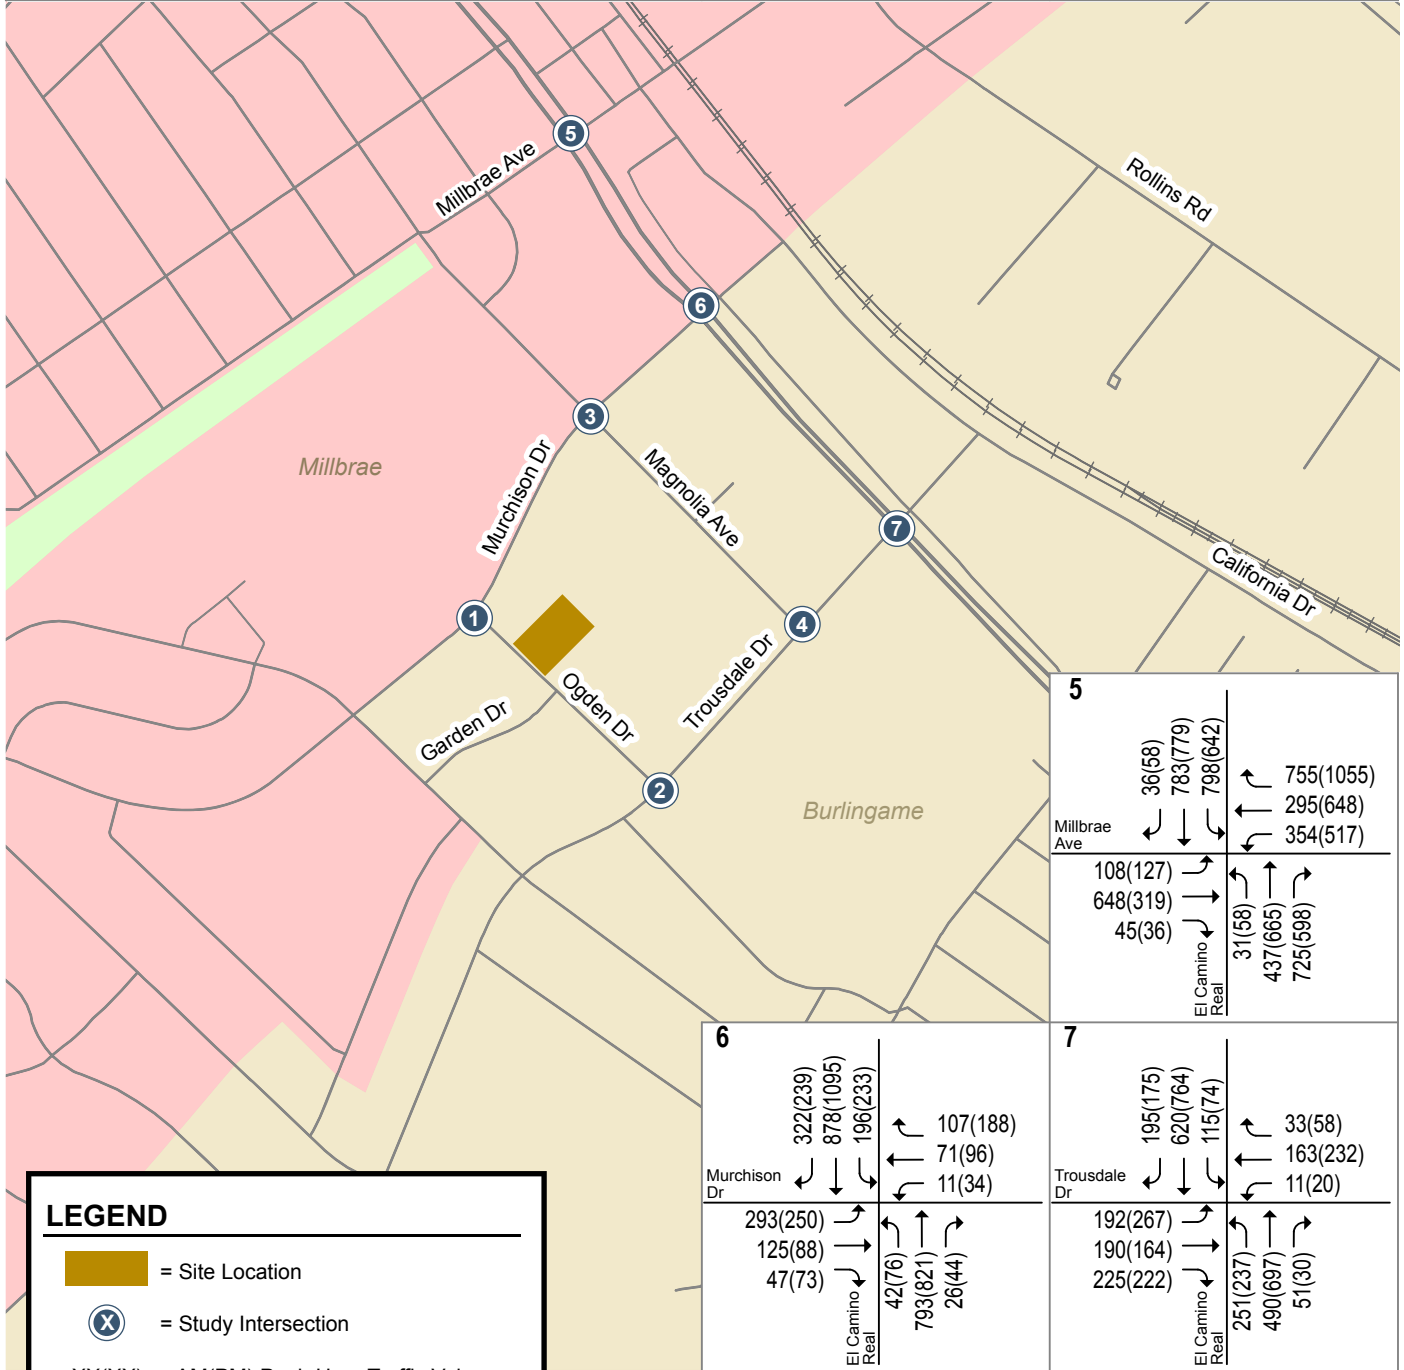 5
Millbrae Ave
Rollins Rd
6
3
Millbrae
Murchison Dr
Magnolia Ave
7
California Dr
1
4
Ogden Dr
Trousdale Dr
Garden Dr
2
Burlingame
5
36(58)
783(779)
798(642)
755(1055)
295(648)
354(517)
Millbrae
Ave
108(127)
648(319)
45(36)
31(58)
437(665)
725(598)
El Camino
Real
6
322(239)
878(1095)
196(233)
107(188)
71(96)
11(34)
Murchison
Dr
293(250)
125(88)
47(73)
42(76)
793(821)
26(44)
El Camino
Real
7
195(175)
620(764)
115(74)
33(58)
163(232)
11(20)
Trousdale
Dr
192(267)
190(164)
225(222)
251(237)
490(697)
51(30)
El Camino
Real
LEGEND
= Site Location
X = Study Intersection